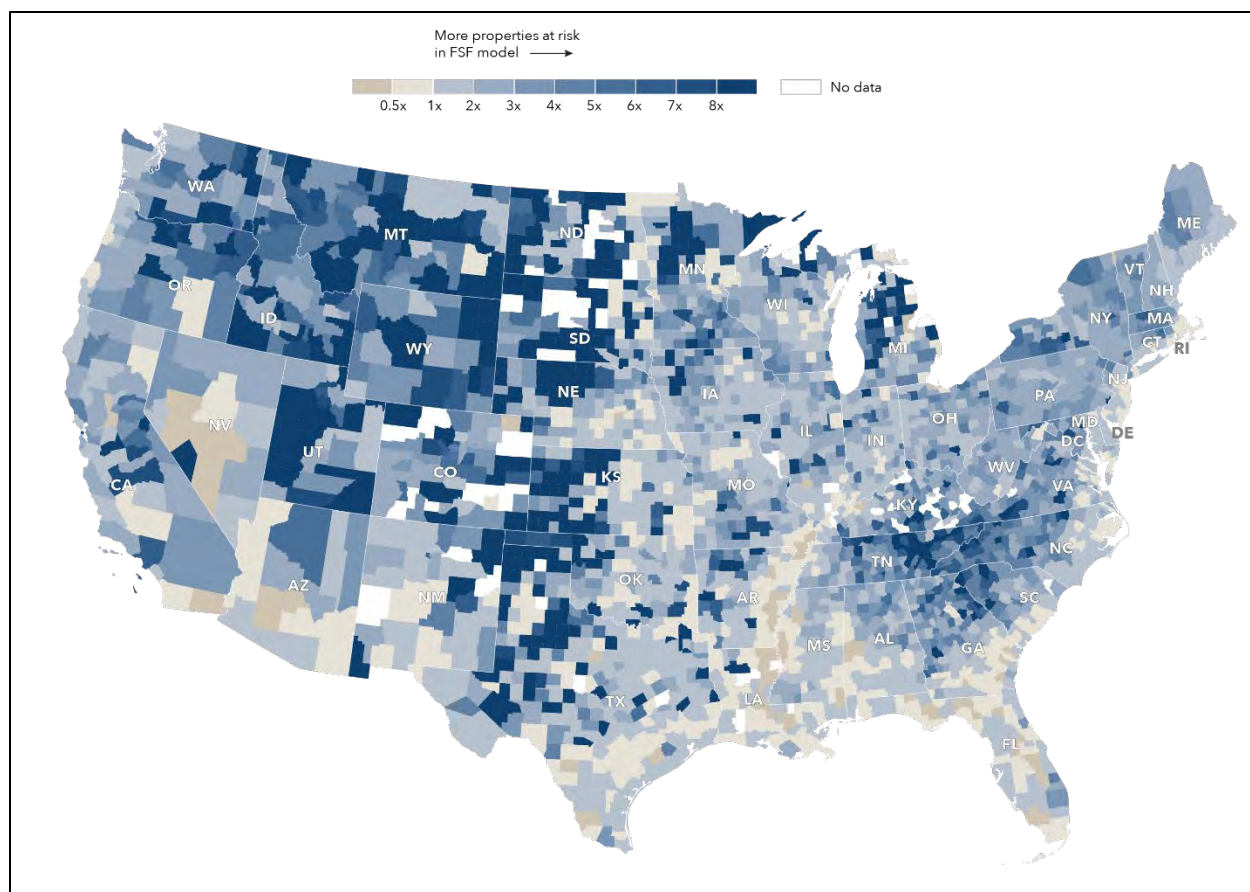 More properties at risk
in FSF model
No data
0.5x 1x 2x 3x 4x 5x 6x 7x 8x
WA
MT
ND
MN
ME
OR
ID
WY
SD
WI
MI
NY
VT
NH
MA
CT
RI
NV
UT
CO
NE
IA
IL
IN
OH
PA
NJ
MD
DC
DE
CA
AZ
NM
KS
MO
KY
WV
VA
OK
AR
TN
NC
SC
TX
LA
MS
AL
GA
FL